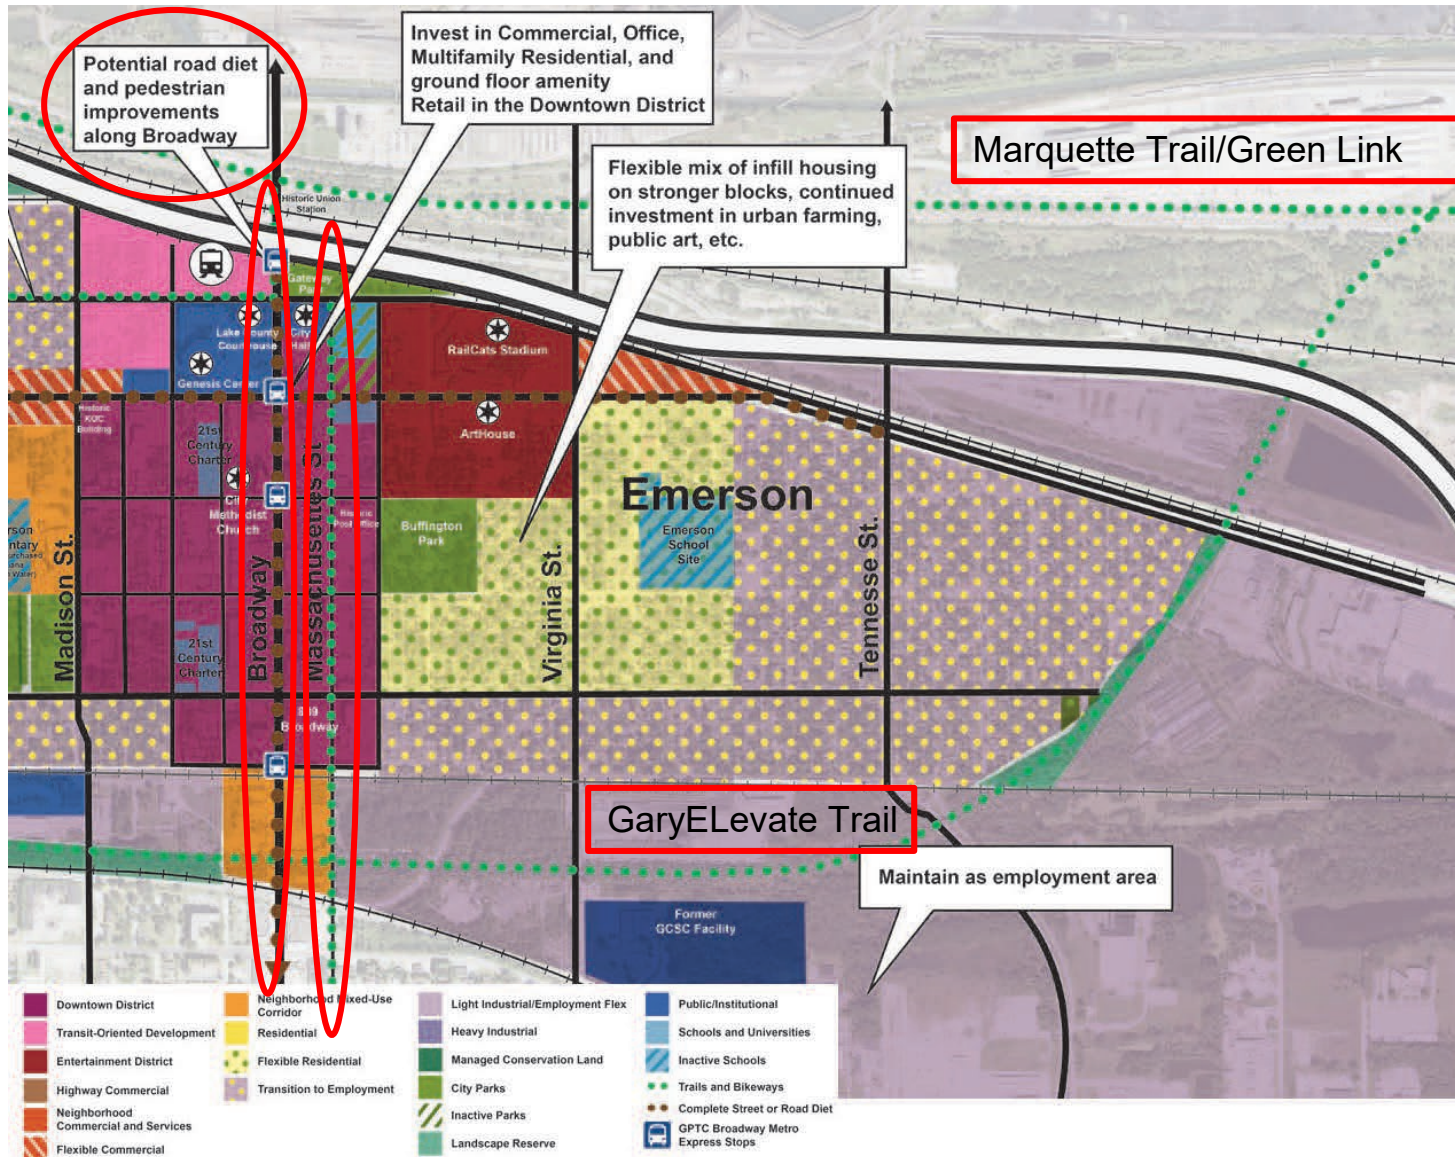 Potential road diet
and pedestrian
improvements
along Broadway
Invest in Commercial, Office,
Multifamily Residential, and
ground floor amenity
Retail in the Downtown District
Flexible mix of infill housing
on stronger blocks, continued
investment in urban farming,
public art, etc.
Marquette Trail/Green Link
Historic Union
Station
Gateway
Park
Lake County
Courthouse
City
Hall
Genesis Center
RailCats Stadium
ArtHouse
Historic
KOC
Building
21st
Century
Charter
City
Methodist
Church
Historic
Post Office
Buffington
Park
Emerson
Emerson
School
Site
Madison St.
Broadway
Massachusetts St
Virginia St.
Tennese St.
21st
Century
Charter
Broadway
GaryELevate Trail
Maintain as employment area
Former
GCSC Facility
Downtown District
Transit-Oriented Development
Entertainment District
Highway Commercial
Neighborhood
Commercial and Services
Flexible Commercial
Neighborhood Mixed-Use
Corridor
Residential
Flexible Residential
Transition to Employment
Light Industrial/Employment Flex
Heavy Industrial
Managed Conservation Land
City Parks
Inactive Parks
Landscape Reserve
Public/Institutional
Schools and Universities
Inactive Schools
Trails and Bikeways
Complete Street or Road Diet
GPTC Broadway Metro
Express Stops